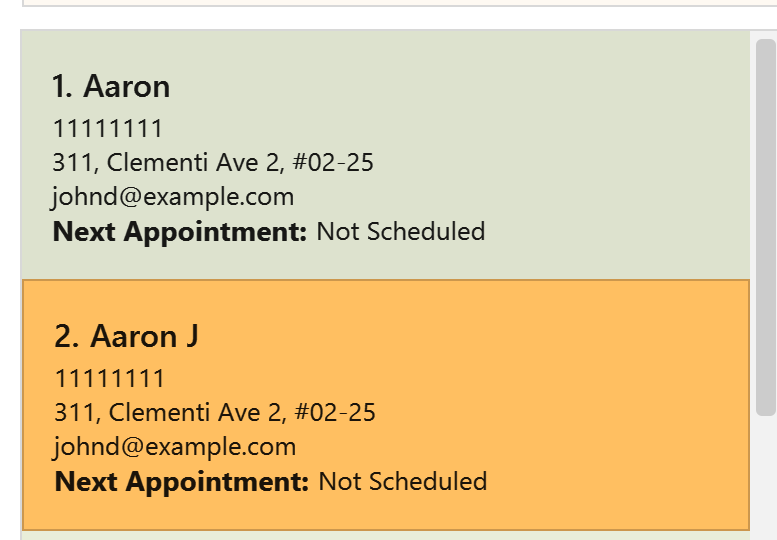 1. Aaron
11111111
311, Clementi Ave 2, #02-25
johnd@example.com
Next Appointment: Not Scheduled
2. Aaron J
11111111
311, Clementi Ave 2, #02-25
johnd@example.com
Next Appointment: Not Scheduled